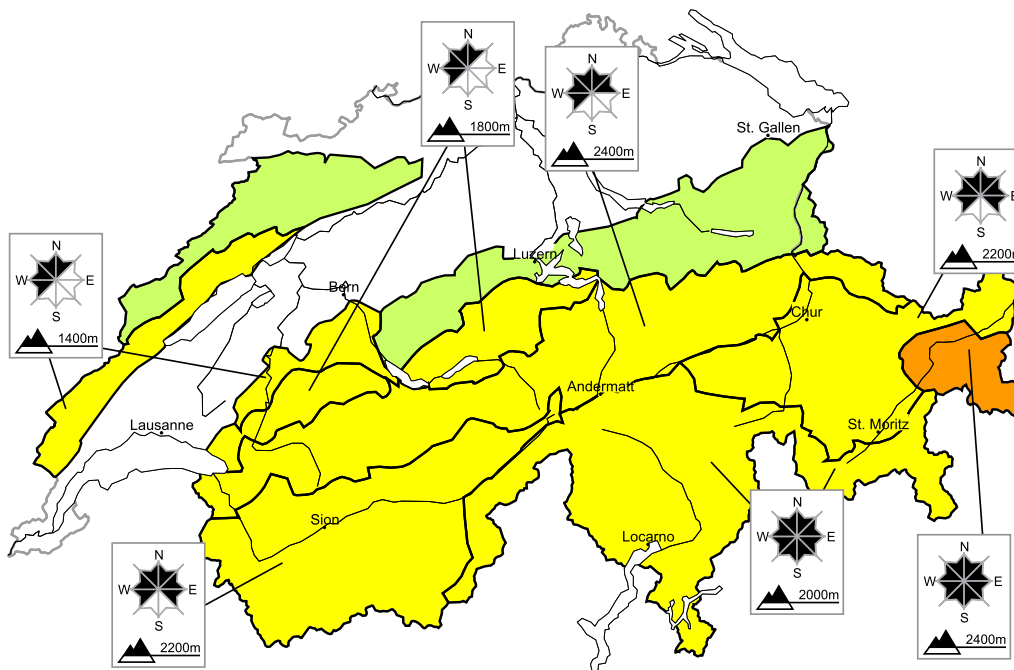 N
W E
S
1800m
N
W E
S
2400m
St. Gallen
N
W E
S
2200m
N
W E
S
1400m
Luzern
Bern
Chur
Andermatt
Lausanne
St. Moritz
Sion
Locarno
N
W E
S
2000m
N
W E
S
2200m
N
W E
S
2400m